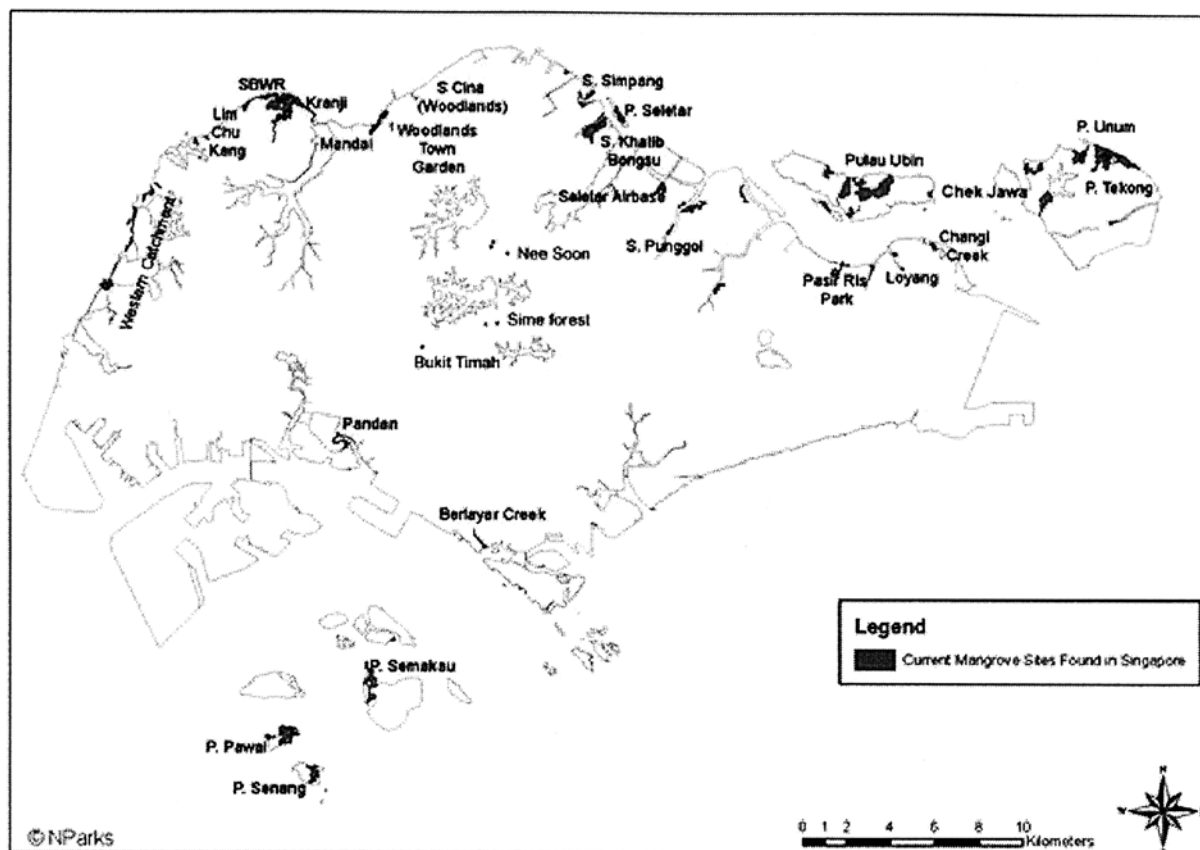 SBWR
Kranji
Lim
Chu
Kang
Mandai
S Cina
(Woodlands)
Woodlands
Town
Garden
S. Simpang
P. Seletar
S. Khatib
Bongsu
Seletar Airbase
S. Punggol
Pulau Ubin
Chek Jawa
P. Unum
P. Tekong
Changi
Creek
Loyang
Pasir Ris
Park
Western Catchment
Nee Soon
Sime forest
Bukit Timah
Pandan
Berlayar Creek
P. Semakau
P. Pawai
P. Senang
Legend
Current Mangrove Sites Found in Singapore
N
W
0 1 2 4 6 8 10
Kilometers
© NParks